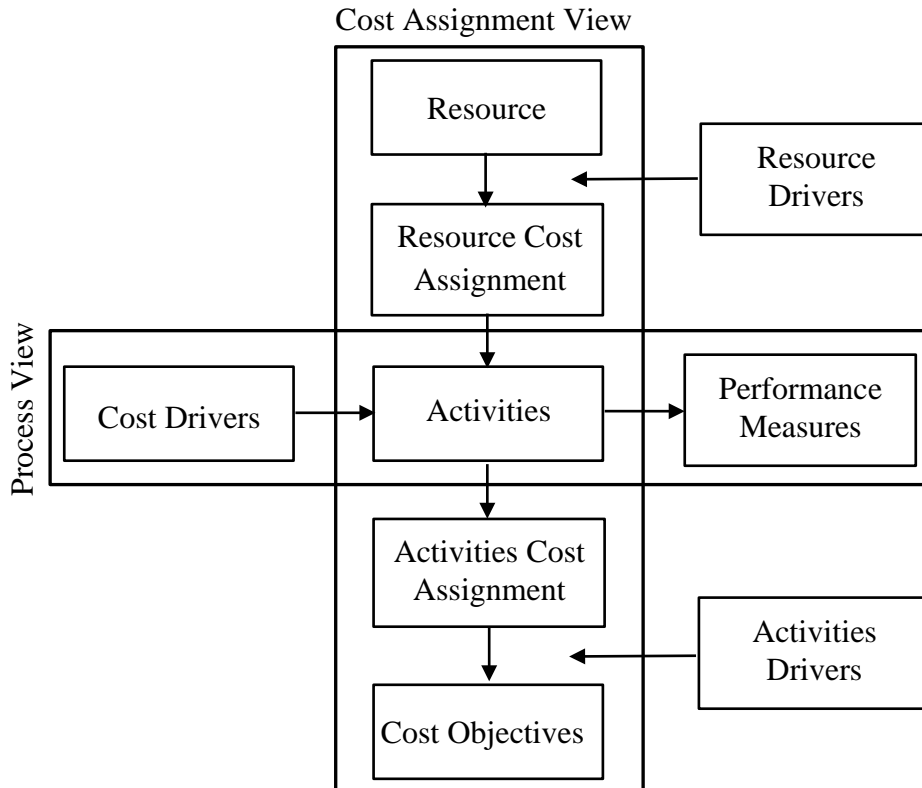 Cost Assignment View
Resource
Resource
Drivers
Resource Cost
Assignment
Process View
Cost Drivers
Activities
Performance
Measures
Activities Cost
Assignment
Activities
Drivers
Cost Objectives